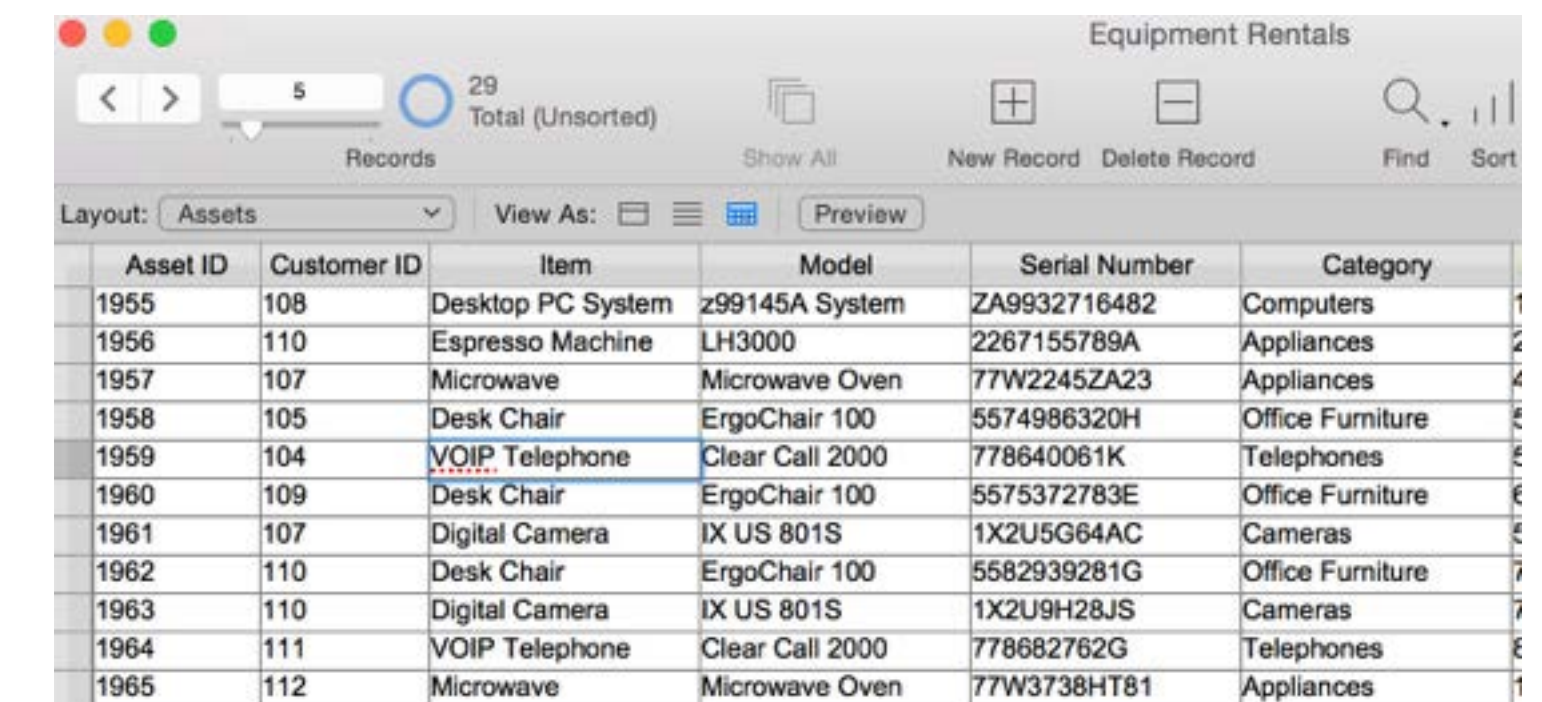 Equipment Rentals
5
29
Total (Unsorted)
Records
Show All
New Record
Delete Record
Find
Sort
Layout: Assets
View As:
Preview
Asset ID Customer ID Item Model Serial Number Category
1955 108 Desktop PC System z99145A System ZA9932716482 Computers
1956 110 Espresso Machine LH3000 2267155789A Appliances
1957 107 Microwave Microwave Oven 77W2245ZA23 Appliances
1958 105 Desk Chair ErgoChair 100 5574986320H Office Furniture
1959 104 VOIP Telephone Clear Call 2000 778640061K Telephones
1960 109 Desk Chair ErgoChair 100 5575372783E Office Furniture
1961 107 Digital Camera IX US 801S 1X2U5G64AC Cameras
1962 110 Desk Chair ErgoChair 100 5582939281G Office Furniture
1963 110 Digital Camera IX US 801S 1X2U9H28JS Cameras
1964 111 VOIP Telephone Clear Call 2000 778682762G Telephones
1965 112 Microwave Microwave Oven 77W3738HT81 Appliances